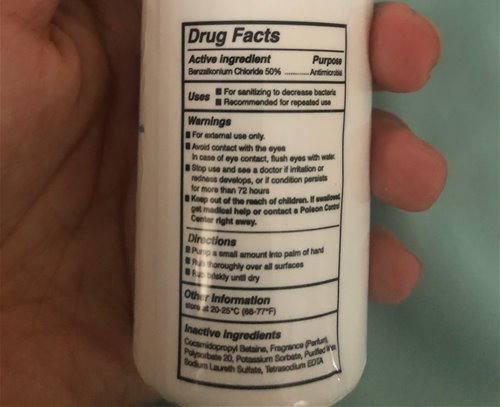 Drug Facts
Active ingredient Purpose
Benzalkonium Chloride 50% ............ Antimicrobial
Uses ■ For sanitizing to decrease bacteria
■ Recommended for repeated use
Warnings
■ For external use only.
■ Avoid contact with the eyes
In case of eye contact, flush eyes with water.
■ Stop use and see a doctor if irritation or
redness develops, or if condition persists
for more than 72 hours
■ Keep out of the reach of children. If swallowed
get medical help or contact a Poison Control
Center right away.
Directions
■ Pump a small amount into palm of hand
■ Rub thoroughly over all surfaces
■ Rub briskly until dry
Other Information
store at 20-25°C (68-77°F)
Inactive Ingredients
Cocamidopropyl Betaine, Fragrance (Parfum),
Polysorbate 20, Potassium Sorbate, Purified Water
Sodium Laureth Sulfate, Tetrasodium EDTA